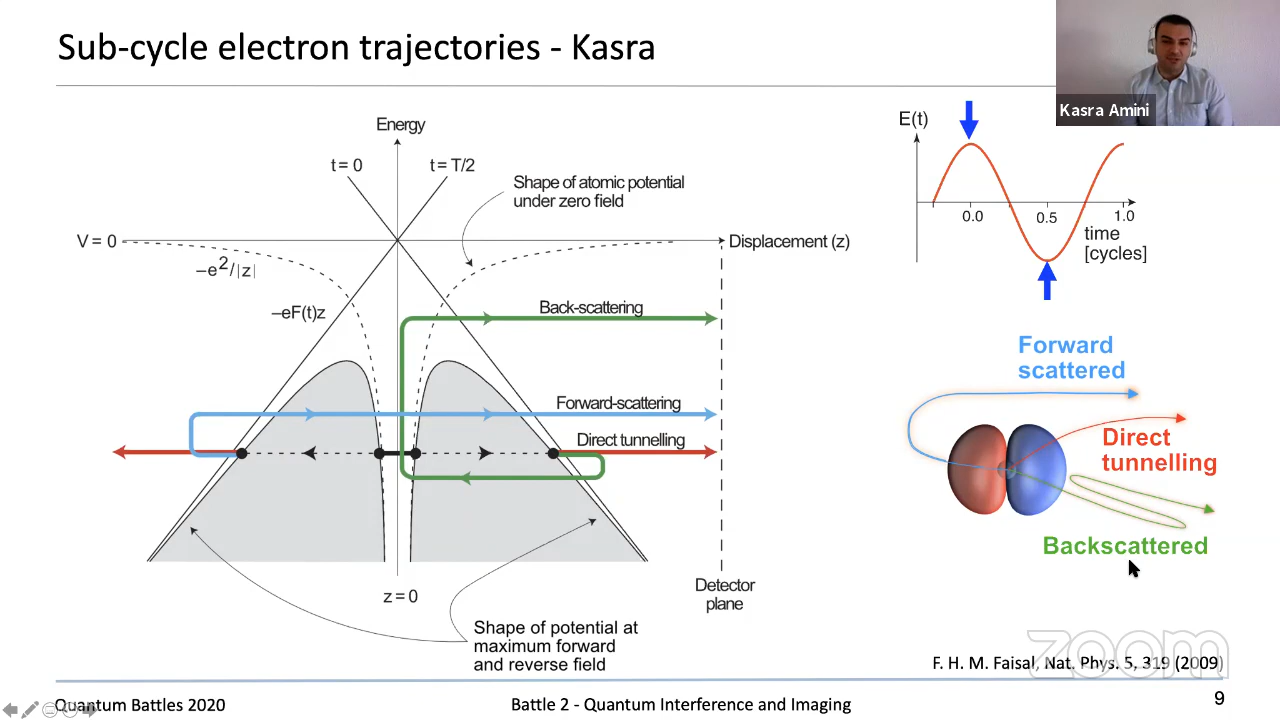 Sub-cycle electron trajectories - Kasra
Kasra Amini
Energy
t = 0
t = T/2
Shape of atomic potential
under zero field
V = 0
Displacement (z)
–e2/|z|
–eF(t)z
Back-scattering
Forward-scattering
Direct tunnelling
z = 0
Detector
plane
Shape of potential at
maximum forward
and reverse field
E(t)
0.0
0.5
1.0
time
[cycles]
Forward
scattered
Direct
tunnelling
Backscattered
zoom
F. H. M. Faisal, Nat. Phys. 5, 319 (2009)
Quantum Battles 2020
Battle 2 - Quantum Interference and Imaging
9